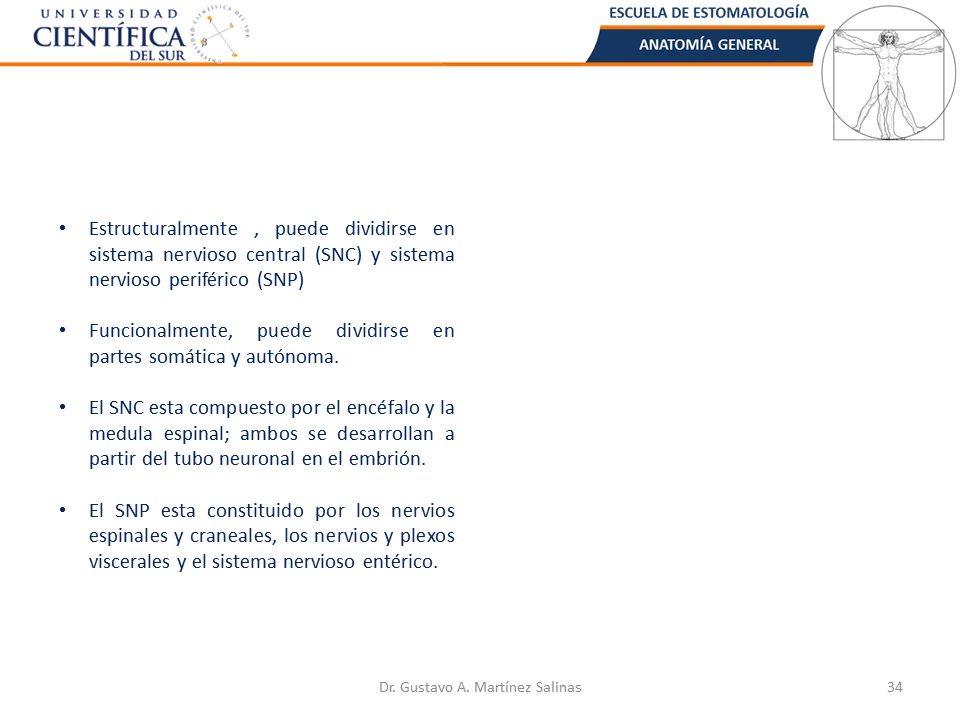 UNIVERSIDAD
CIENTÍFICA
DEL SUR
ESCUELA DE ESTOMATOLOGÍA
ANATOMÍA GENERAL
• Estructuralmente , puede dividirse en
sistema nervioso central (SNC) y sistema
nervioso periférico (SNP)
• Funcionalmente, puede dividirse en
partes somática y autónoma.
• El SNC esta compuesto por el encéfalo y la
medula espinal; ambos se desarrollan a
partir del tubo neuronal en el embrión.
• El SNP esta constituido por los nervios
espinales y craneales, los nervios y plexos
viscerales y el sistema nervioso entérico.
Dr. Gustavo A. Martínez Salinas
34